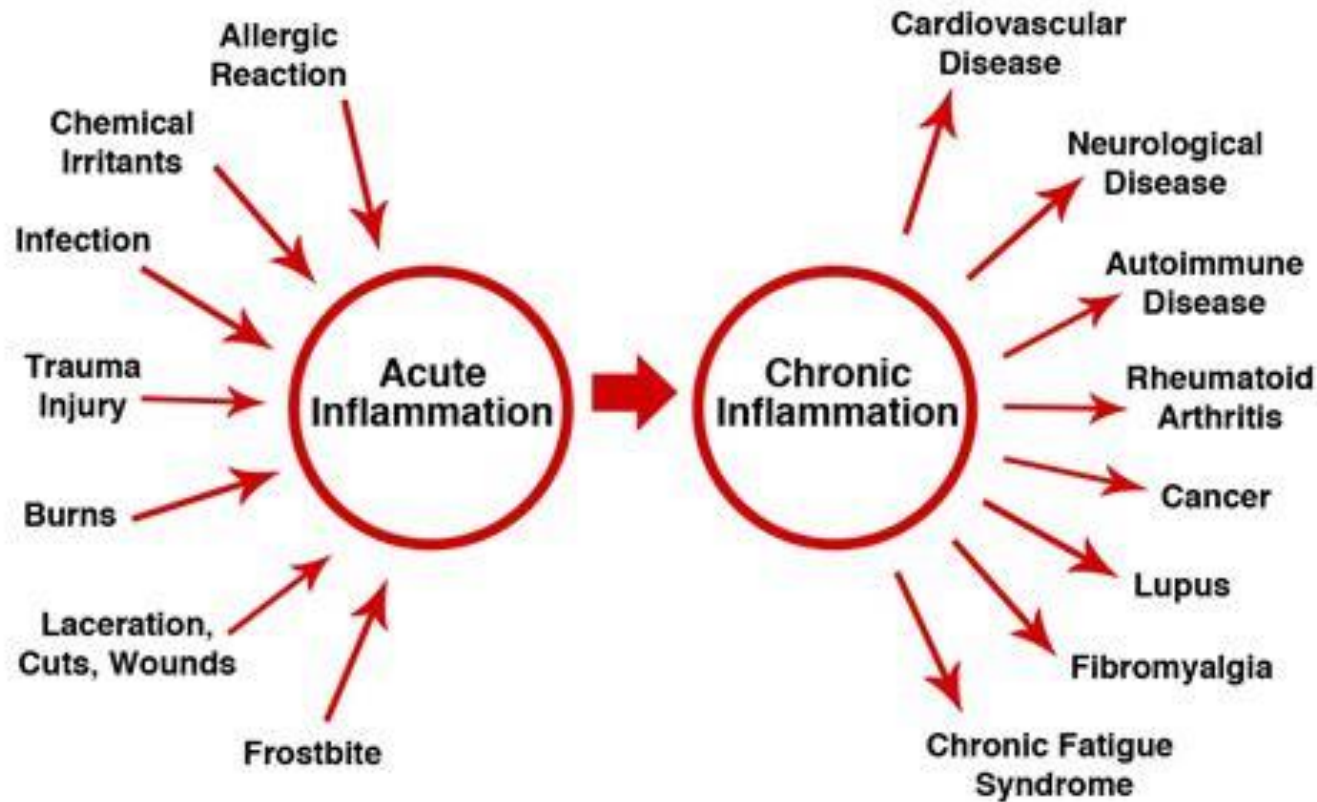 Allergic
Reaction
Chemical
Irritants
Infection
Trauma
Injury
Burns
Laceration,
Cuts, Wounds
Frostbite
Acute
Inflammation
Chronic
Inflammation
Cardiovascular
Disease
Neurological
Disease
Autoimmune
Disease
Rheumatoid
Arthritis
Cancer
Lupus
Fibromyalgia
Chronic Fatigue
Syndrome